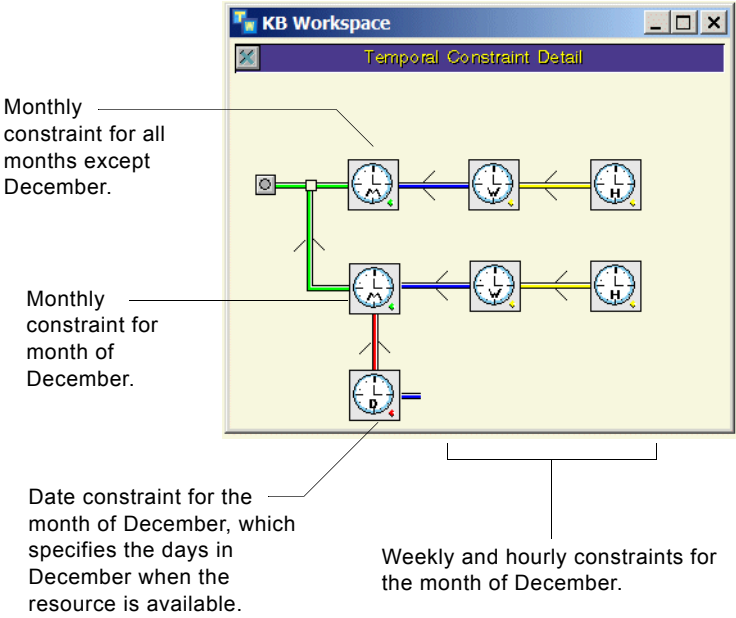 KB Workspace
Temporal Constraint Detail
Monthly
constraint for all
months except
December.
M
W
H
Monthly
constraint for
month of
December.
M
W
H
D
Date constraint for the
month of December, which
specifies the days in
December when the
resource is available.
Weekly and hourly constraints for
the month of December.